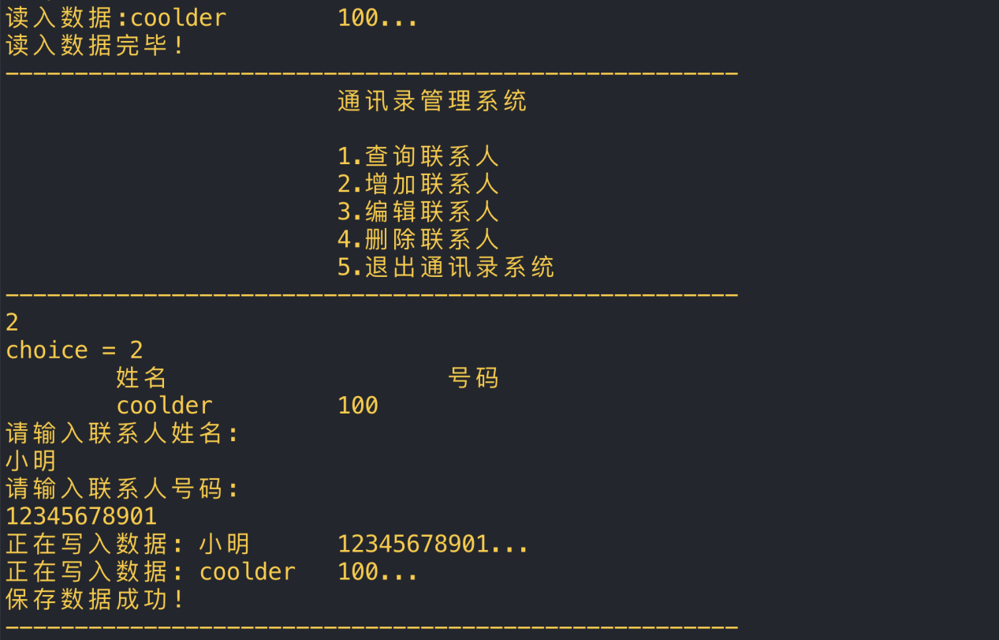 读入数据:coolder 100...
读入数据完毕!
-----------------------------------------------------
通讯录管理系统
1.查询联系人
2.增加联系人
3.编辑联系人
4.删除联系人
5.退出通讯录系统
-----------------------------------------------------
2
choice = 2
姓名 号码
coolder 100
请输入联系人姓名:
小明
请输入联系人号码:
12345678901
正在写入数据: 小明 12345678901...
正在写入数据: coolder 100...
保存数据成功!
-----------------------------------------------------